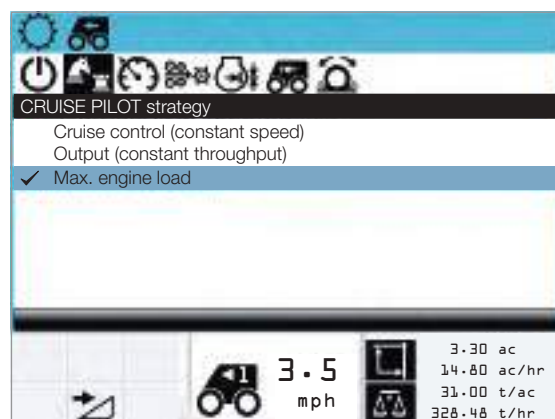 CRUISE PILOT strategy
Cruise control (constant speed)
Output (constant throughput)
Max. engine load
1
3.5
mph
3.30 ac
14.80 ac/hr
31.00 t/ac
328.48 t/hr